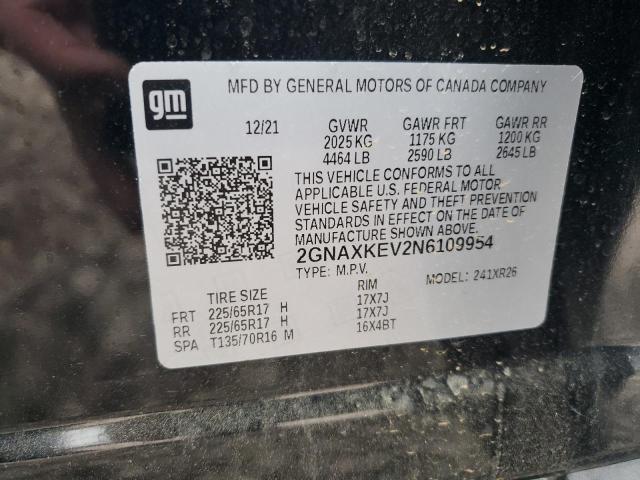 gm
MFD BY GENERAL MOTORS OF CANADA COMPANY
12/21 GVWR GAWR FRT GAWR RR
2025 KG 1175 KG 1200 KG
4464 LB 2590 LB 2645 LB
THIS VEHICLE CONFORMS TO ALL
APPLICABLE U.S. FEDERAL MOTOR
VEHICLE SAFETY AND THEFT PREVENTION
STANDARDS IN EFFECT ON THE DATE OF
MANUFACTURE SHOWN ABOVE.
2GNAXKEV2N6109954
TYPE: M.P.V. MODEL: 241XR26
TIRE SIZE RIM
FRT 225/65R17 H 17X7J
RR 225/65R17 H 17X7J
SPA T135/70R16 M 16X4BT